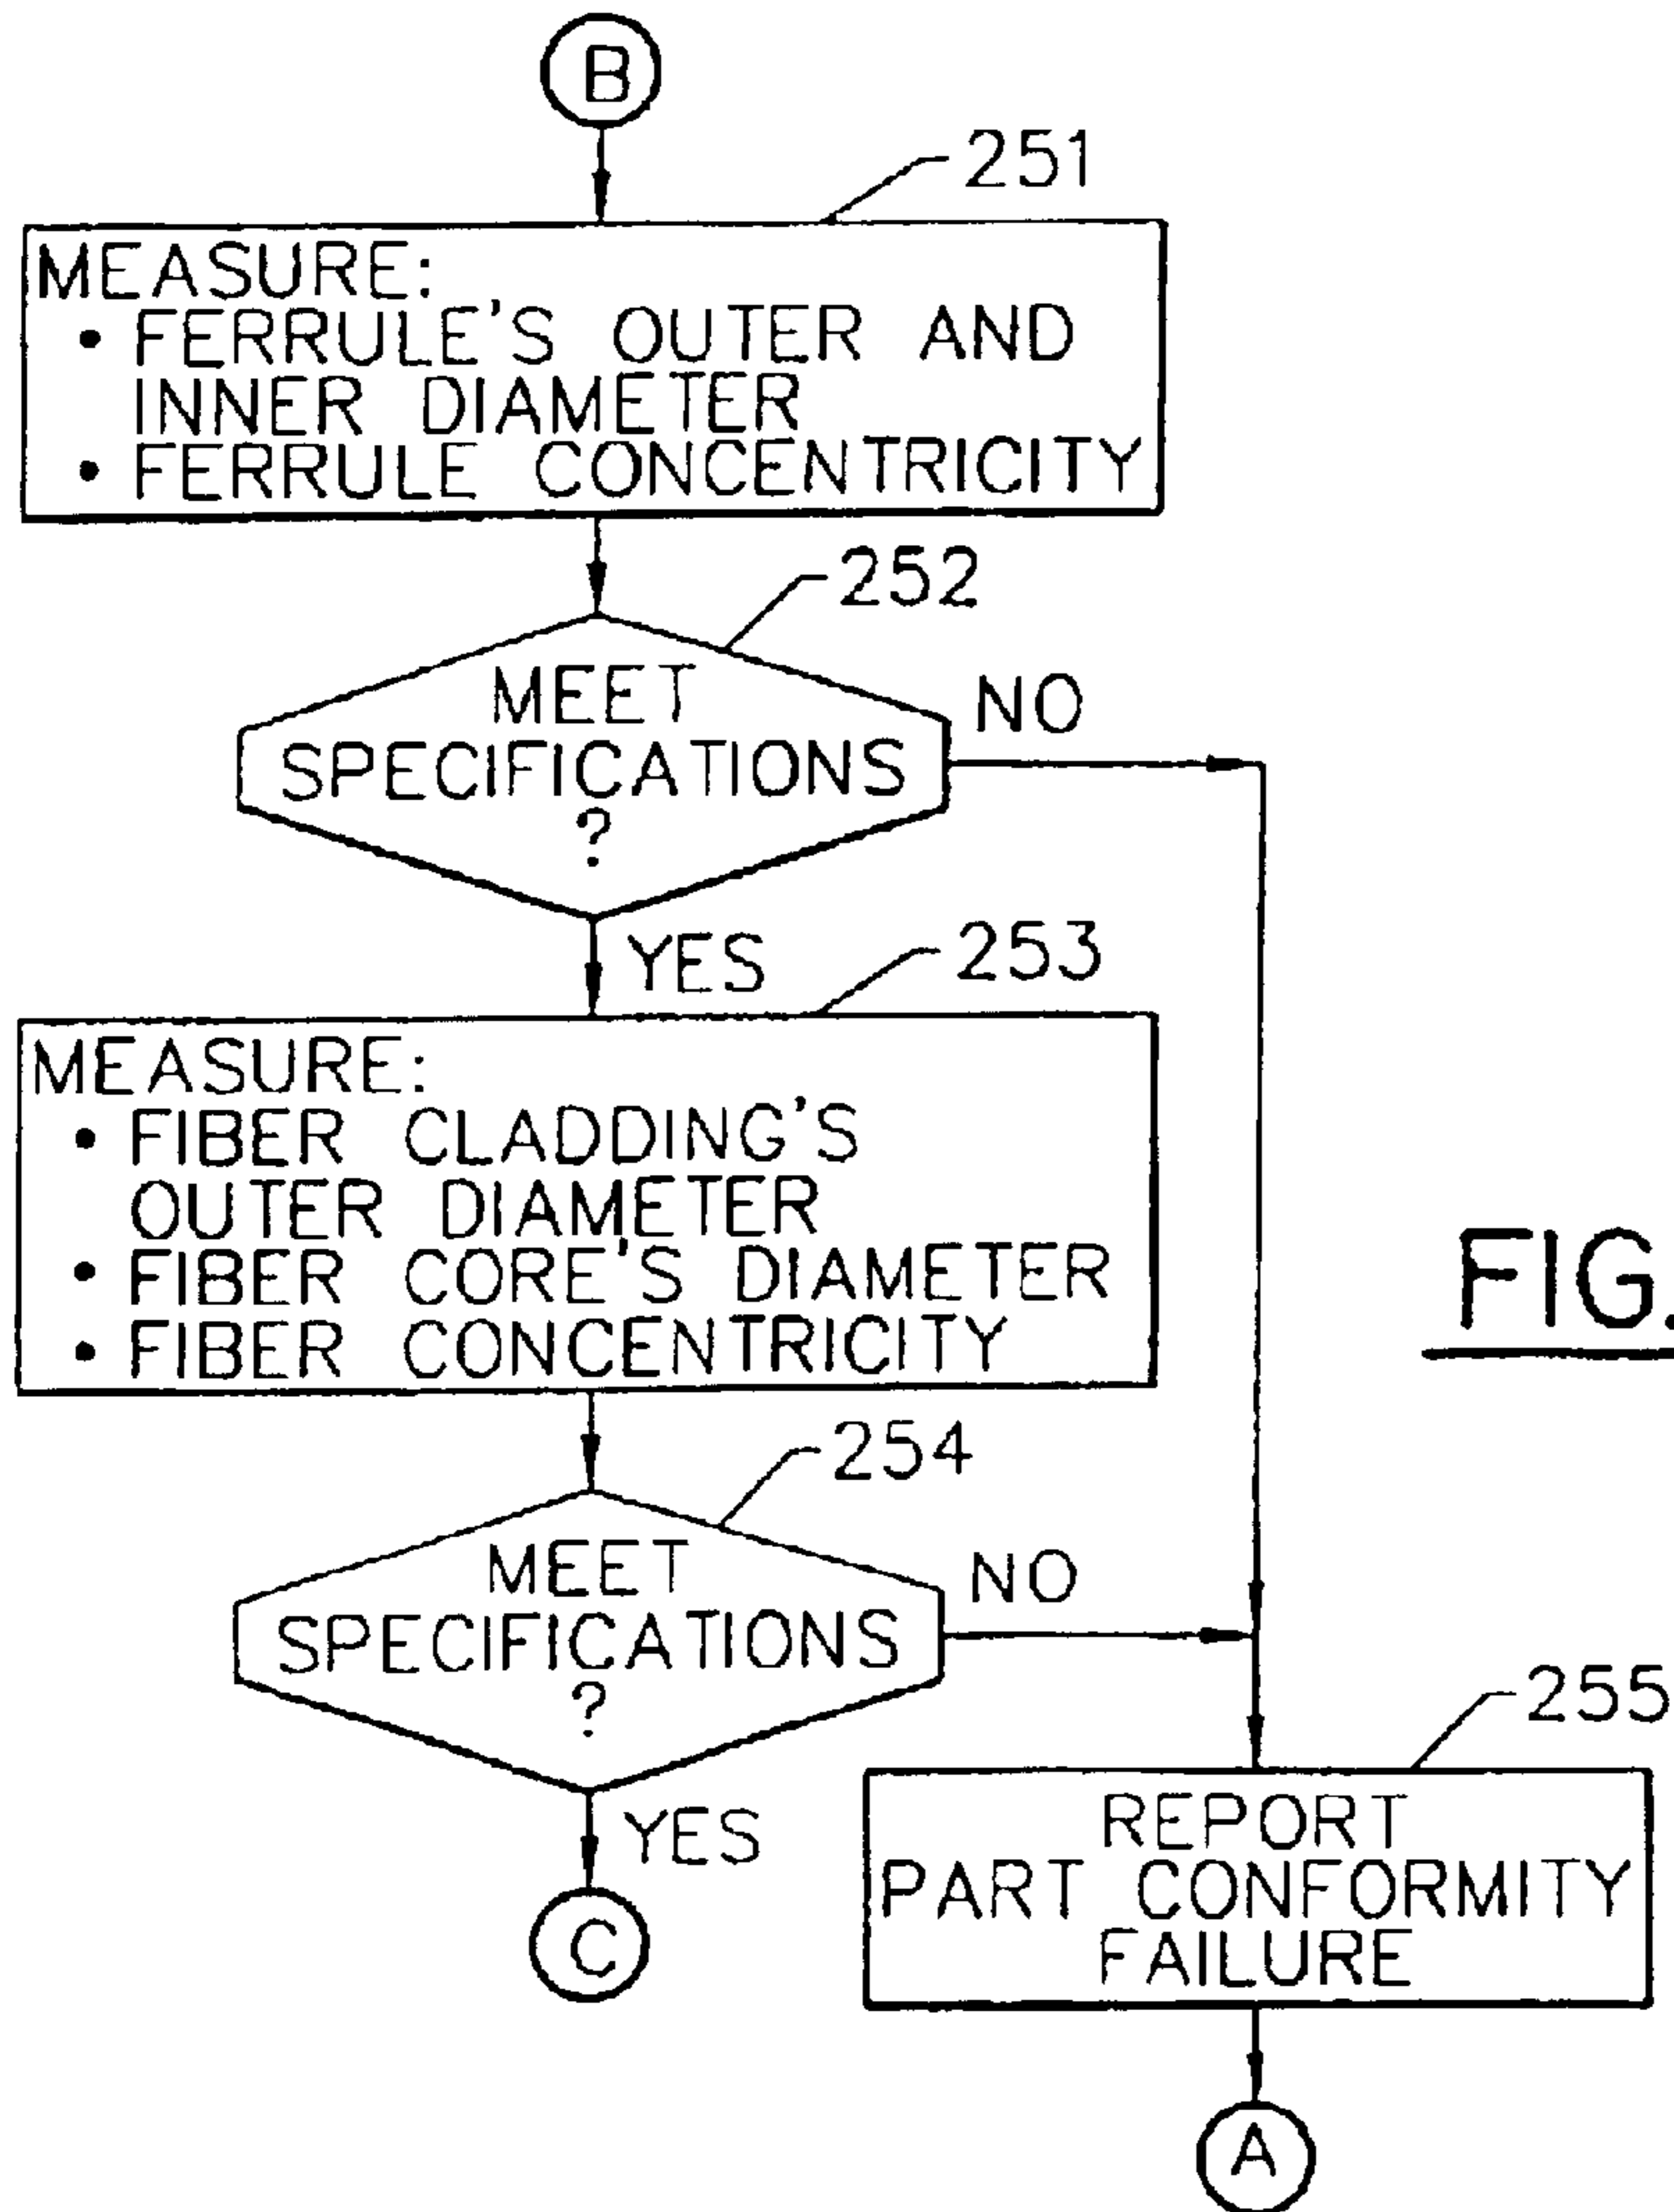 B
251
MEASURE:
• FERRULE'S OUTER AND
INNER DIAMETER
• FERRULE CONCENTRICITY
252
MEET
SPECIFICATIONS
?
NO
YES
253
MEASURE:
• FIBER CLADDING'S
OUTER DIAMETER
• FIBER CORE'S DIAMETER
• FIBER CONCENTRICITY
FIG.
254
MEET
SPECIFICATIONS
?
NO
YES
C
255
REPORT
PART CONFORMITY
FAILURE
A